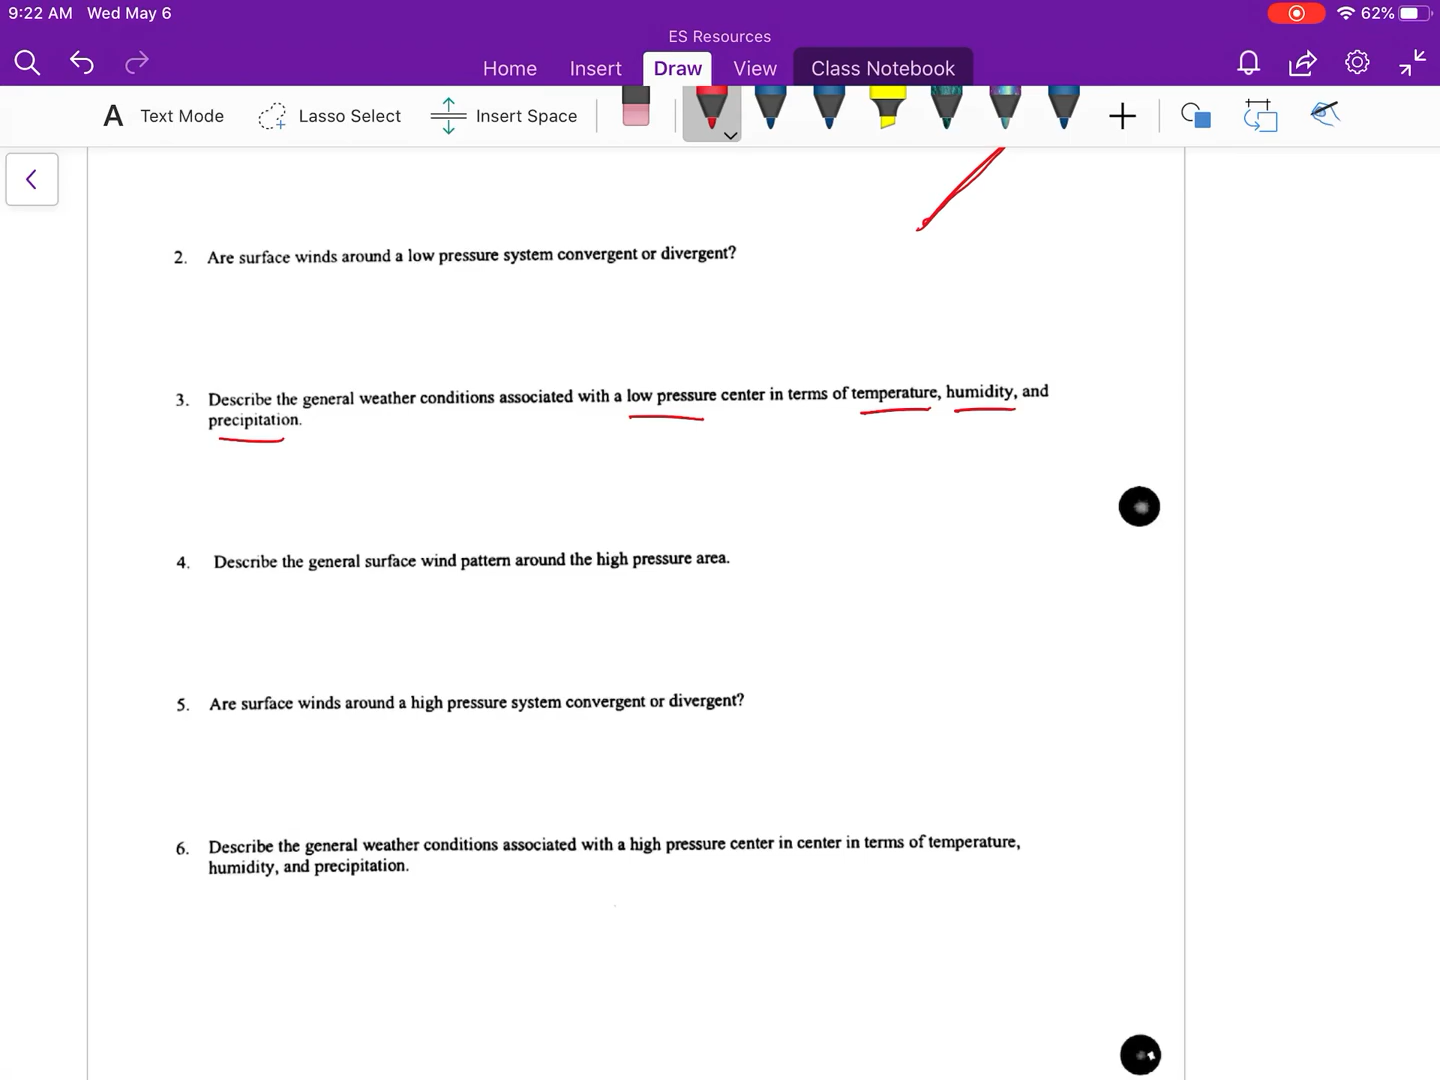 9:22 AM Wed May 6
62%
ES Resources
Home Insert Draw View Class Notebook
A Text Mode Lasso Select Insert Space
2. Are surface winds around a low pressure system convergent or divergent?
3. Describe the general weather conditions associated with a low pressure center in terms of temperature, humidity, and
precipitation.
4. Describe the general surface wind pattern around the high pressure area.
5. Are surface winds around a high pressure system convergent or divergent?
6. Describe the general weather conditions associated with a high pressure center in center in terms of temperature,
humidity, and precipitation.